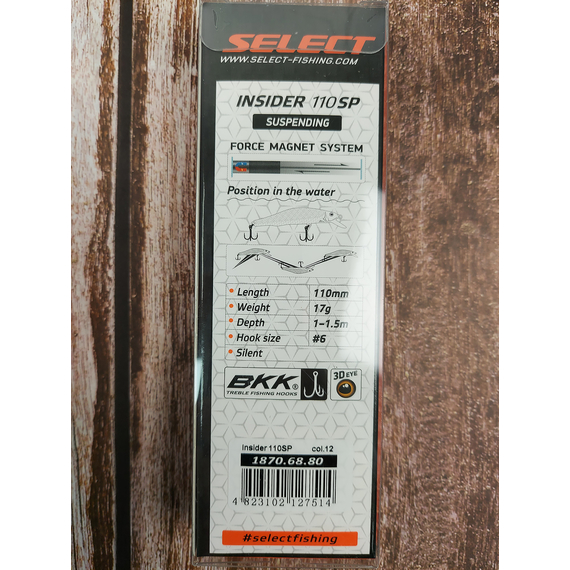 SELECT
WWW.SELECT-FISHING.COM
INSIDER 110SP
SUSPENDING
FORCE MAGNET SYSTEM
Position in the water
• Length 110mm
• Weight 17g
• Depth 1-1.5m
• Hook size #6
• Silent
BKK®
TREBLE FISHING HOOKS
3D EYE
Insider 110SP col.12
1870.68.80
4 823102 127514
#selectfishing